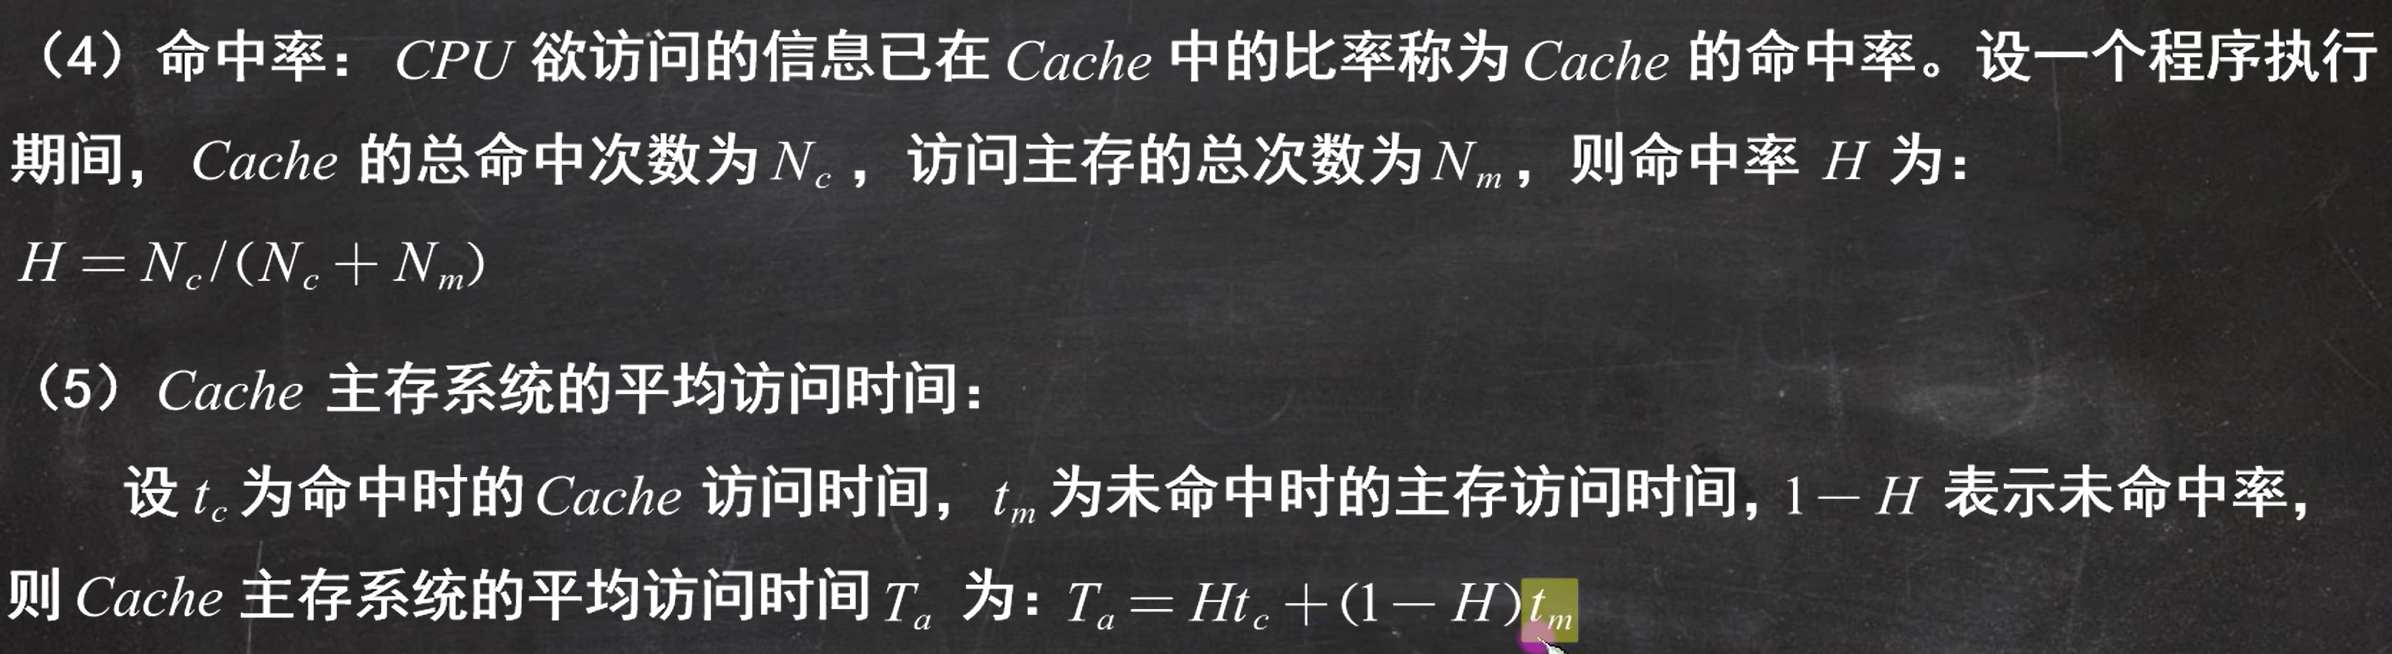 （4）命中率： CPU 欲访问的信息已在 Cache 中的比率称为 Cache 的命中率。设一个程序执行
期间， Cache 的总命中次数为 N_c ，访问主存的总次数为 N_m ，则命中率 H 为：
H = N_c /(N_c + N_m)
（5） Cache 主存系统的平均访问时间：
设 t_c 为命中时的 Cache 访问时间， t_m 为未命中时的主存访问时间，1 − H 表示未命中率，
则 Cache 主存系统的平均访问时间 T_a 为：T_a = Ht_c + (1 − H)t_m